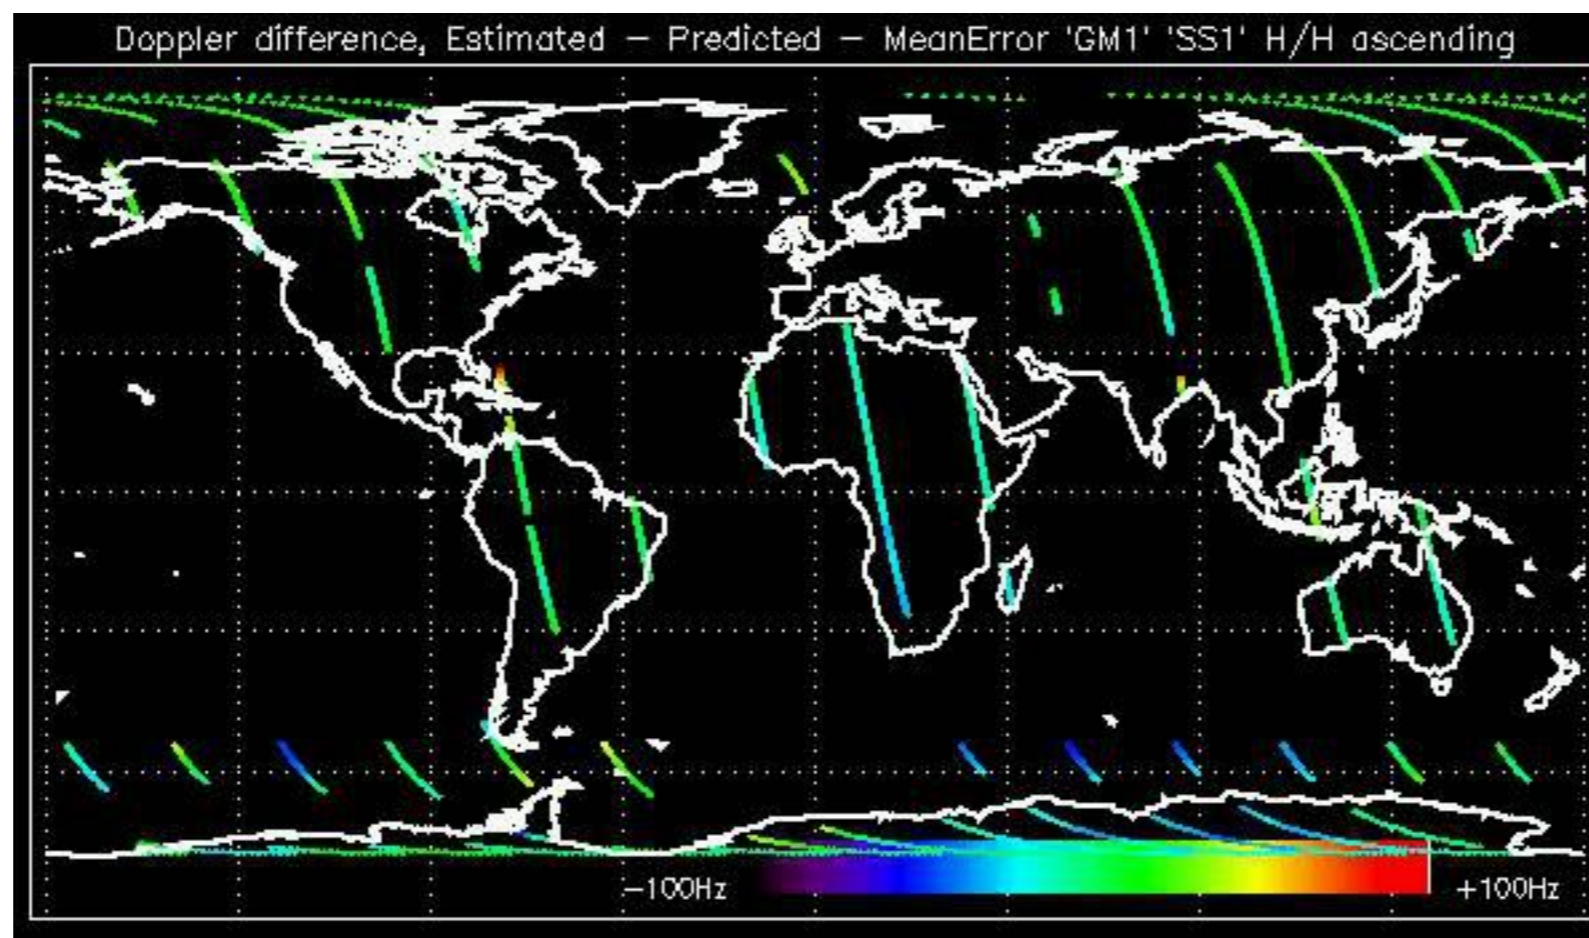 Doppler difference, Estimated − Predicted − MeanError 'GM1' 'SS1' H/H ascending
−100Hz
+100Hz